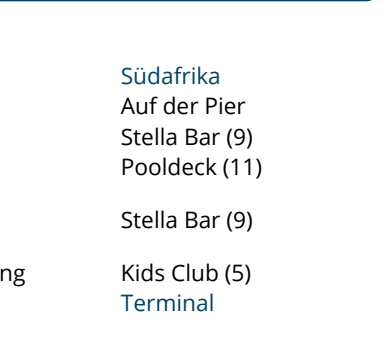 Südafrika
Auf der Pier
Stella Bar (9)
Pooldeck (11)
Stella Bar (9)
ng Kids Club (5)
Terminal